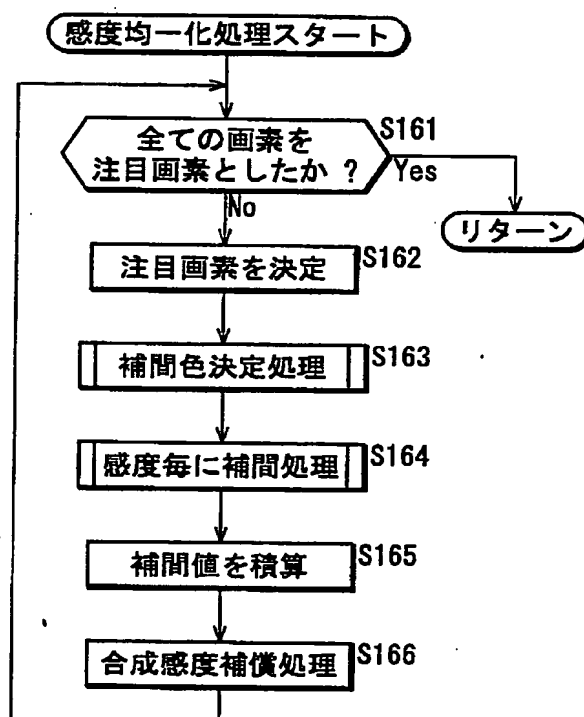 感度均一化処理スタート
全ての画素を
注目画素としたか ?
S161
Yes
No
リターン
注目画素を決定
S162
補間色決定処理
S163
感度毎に補間処理
S164
補間値を積算
S165
合成感度補償処理
S166